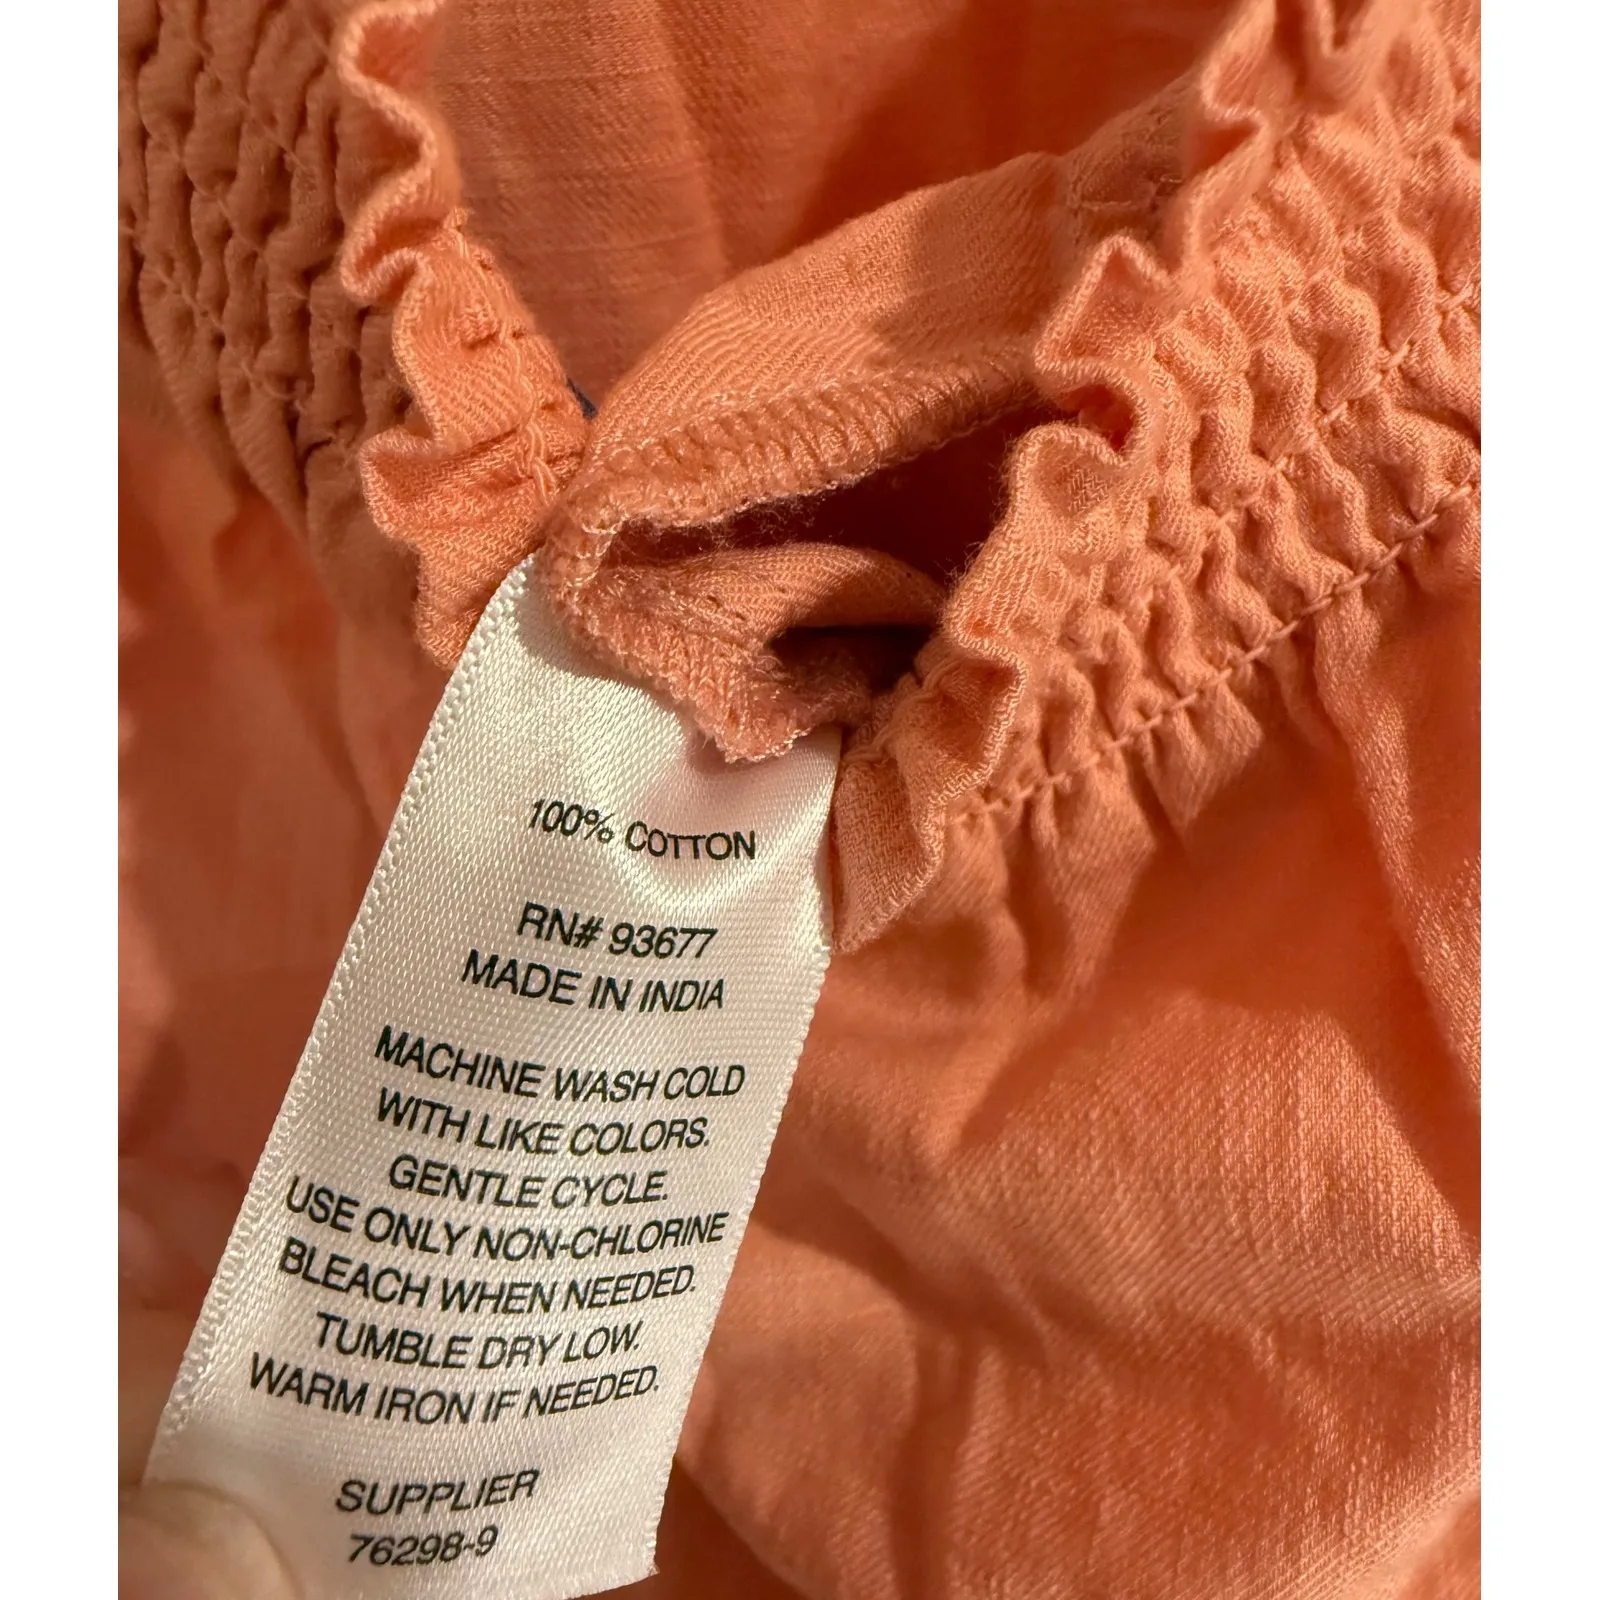 100% COTTON
RN# 93677
MADE IN INDIA
MACHINE WASH COLD
WITH LIKE COLORS.
GENTLE CYCLE.
USE ONLY NON-CHLORINE
BLEACH WHEN NEEDED.
TUMBLE DRY LOW.
WARM IRON IF NEEDED.
SUPPLIER
76298-9